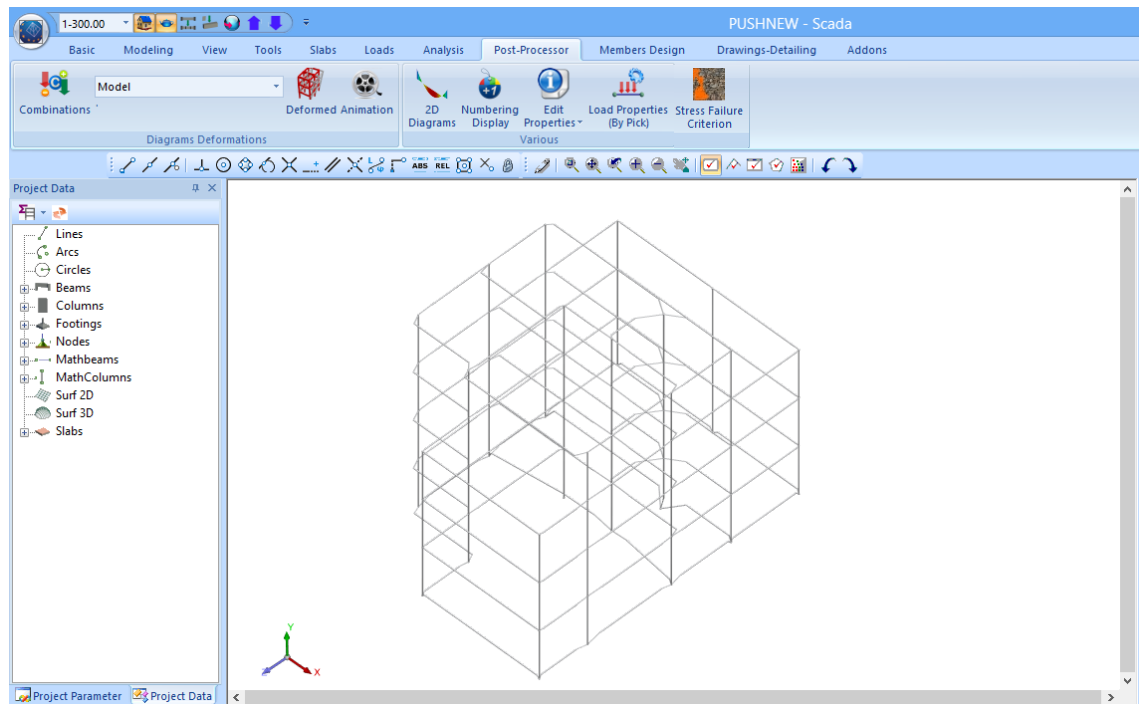 1-300.00
PUSHNEW - Scada
Basic Modeling View Tools Slabs Loads Analysis Post-Processor Members Design Drawings-Detailing Addons
Model
Combinations Deformed Animation 2D Diagrams Numbering Display Edit Properties Load Properties (By Pick) Stress Failure Criterion
Diagrams Deformations Various
ABS REL
Project Data
Lines
Arcs
Circles
Beams
Columns
Footings
Nodes
Mathbeams
MathColumns
Surf 2D
Surf 3D
Slabs
Y
X
Project Parameter Project Data